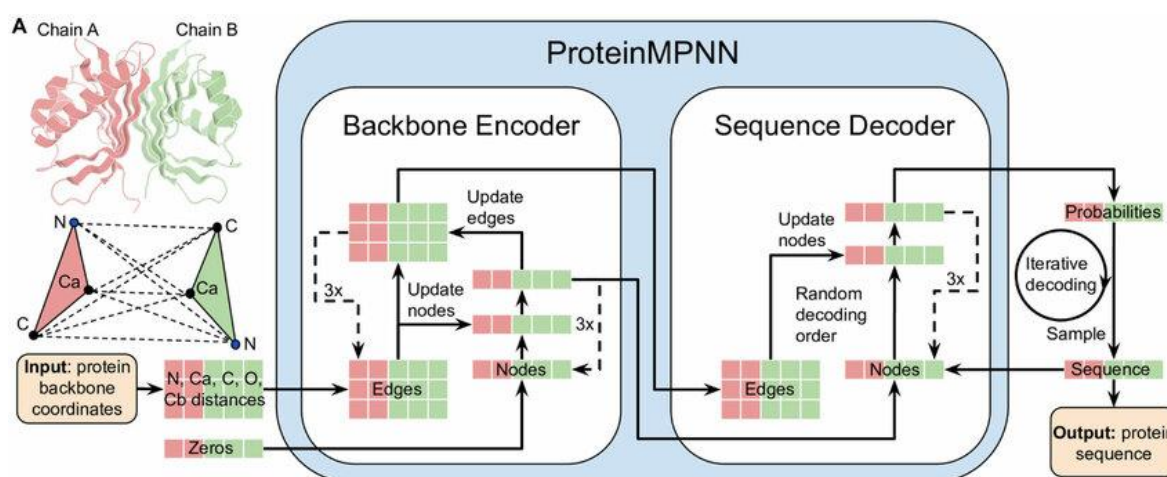 A
Chain A
Chain B
N
C
Ca
Ca
C
N
Input: protein
backbone
coordinates
N, Ca, C, O,
Cb distances
Zeros
ProteinMPNN
Backbone Encoder
Update
edges
3x
Update
nodes
3x
Edges
Nodes
Sequence Decoder
Update
nodes
3x
Random
decoding
order
Edges
Nodes
Probabilities
Iterative
decoding
Sample
Sequence
Output: protein
sequence